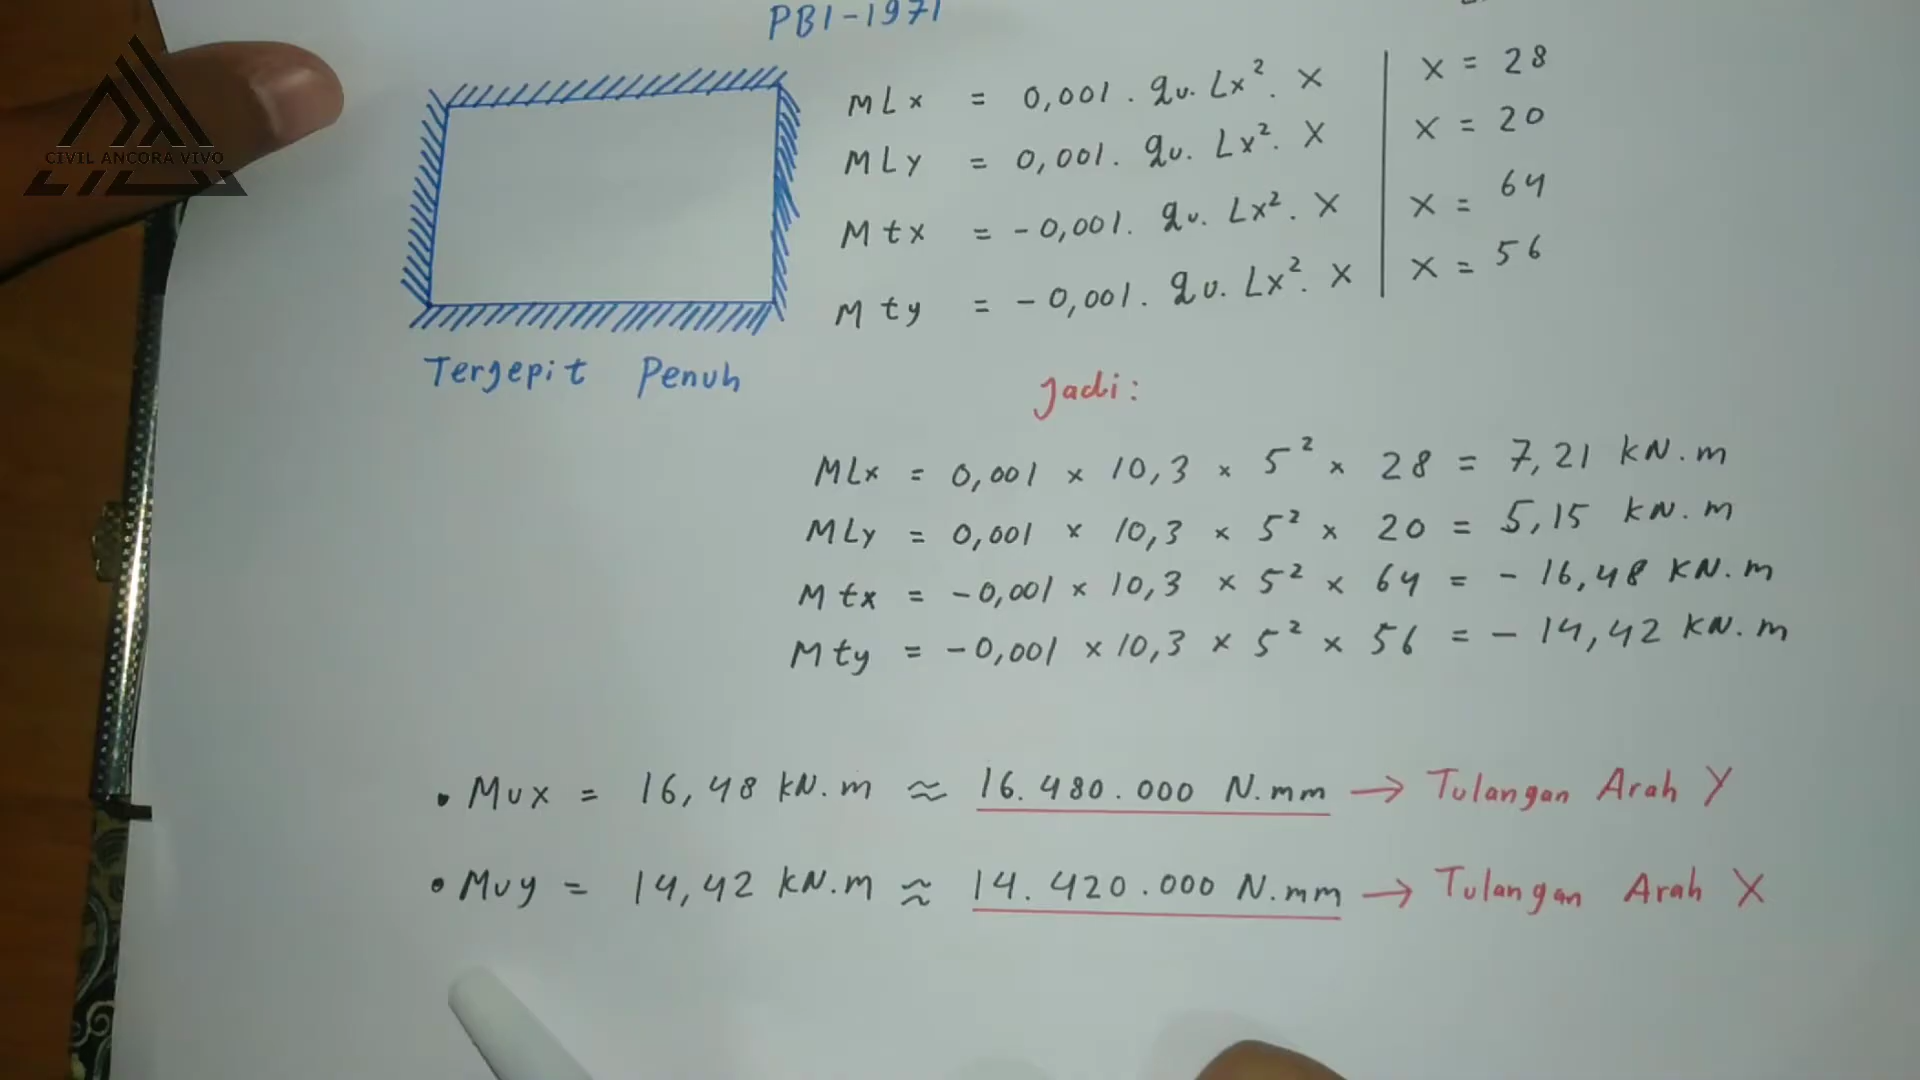 PBI-1971
CIVIL ANCORA VIVO
MLx = 0,001 . qu. Lx². X | X = 28
MLy = 0,001. qu. Lx². X | X = 20
Mtx = -0,001. qu. Lx². X | X = 64
Mty = -0,001. qu. Lx². X | X = 56
Terjepit Penuh
Jadi:
MLx = 0,001 x 10,3 x 5² x 28 = 7,21 kN.m
MLy = 0,001 x 10,3 x 5² x 20 = 5,15 kN.m
Mtx = -0,001 x 10,3 x 5² x 64 = - 16,48 KN.m
Mty = -0,001 x 10,3 x 5² x 56 = - 14,42 KN.m
• Mux = 16,48 kN.m ≈ 16.480.000 N.mm → Tulangan Arah Y
• Muy = 14,42 kN.m ≈ 14.420.000 N.mm → Tulangan Arah X